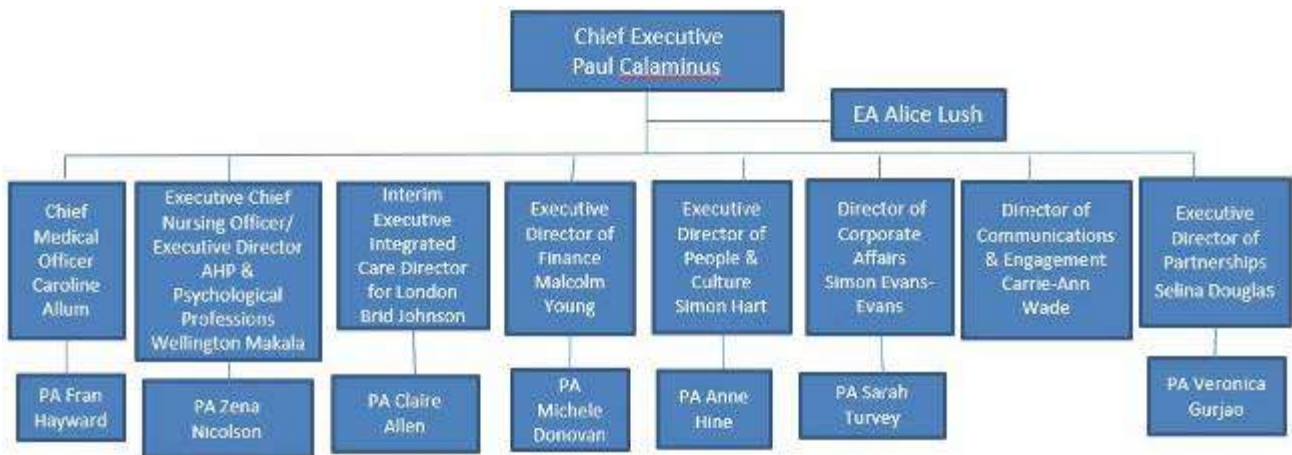 Chief Executive
Paul Calaminus
EA Alice Lush
Chief
Medical
Officer
Caroline
Allum
Executive Chief
Nursing Officer/
Executive Director
AHP &
Psychological
Professions
Wellington Makala
Interim
Executive
Integrated
Care Director
for London
Brid Johnson
Executive
Director of
Finance
Malcolm
Young
Executive
Director of
People &
Culture
Simon Hart
Director of
Corporate
Affairs
Simon Evans-
Evans
Director of
Communications
& Engagement
Carrie-Ann
Wade
Executive
Director of
Partnerships
Selina Douglas
PA Fran
Hayward
PA Zena
Nicolson
PA Claire
Allen
PA
Michele
Donovan
PA Anne
Hine
PA Sarah
Turvey
PA Veronica
Gurjao